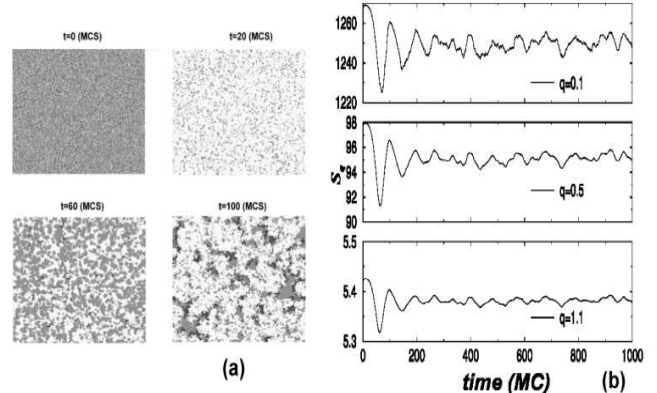 t=0 (MCS)
t=20 (MCS)
t=60 (MCS)
t=100 (MCS)
(a)
1260
1240
1220
q=0.1
98
96
94
92
90
Sq
q=0.5
5.5
5.4
5.3
q=1.1
0 200 400 600 800 1000
time (MC)
(b)